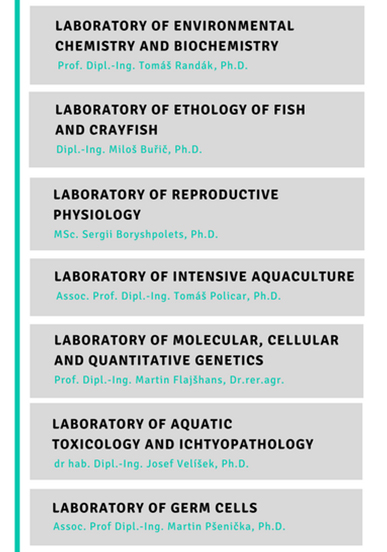 LABORATORY OF ENVIRONMENTAL
CHEMISTRY AND BIOCHEMISTRY
Prof. Dipl.-Ing. Tomáš Randák, Ph.D.
LABORATORY OF ETHOLOGY OF FISH
AND CRAYFISH
Dipl.-Ing. Miloš Buřič, Ph.D.
LABORATORY OF REPRODUCTIVE
PHYSIOLOGY
MSc. Sergii Boryshpolets, Ph.D.
LABORATORY OF INTENSIVE AQUACULTURE
Assoc. Prof. Dipl.-Ing. Tomáš Policar, Ph.D.
LABORATORY OF MOLECULAR, CELLULAR
AND QUANTITATIVE GENETICS
Prof. Dipl.-Ing. Martin Flajšhans, Dr.rer.agr.
LABORATORY OF AQUATIC
TOXICOLOGY AND ICHTYOPATHOLOGY
dr hab. Dipl.-Ing. Josef Velíšek, Ph.D.
LABORATORY OF GERM CELLS
Assoc. Prof Dipl.-Ing. Martin Pšenička, Ph.D.